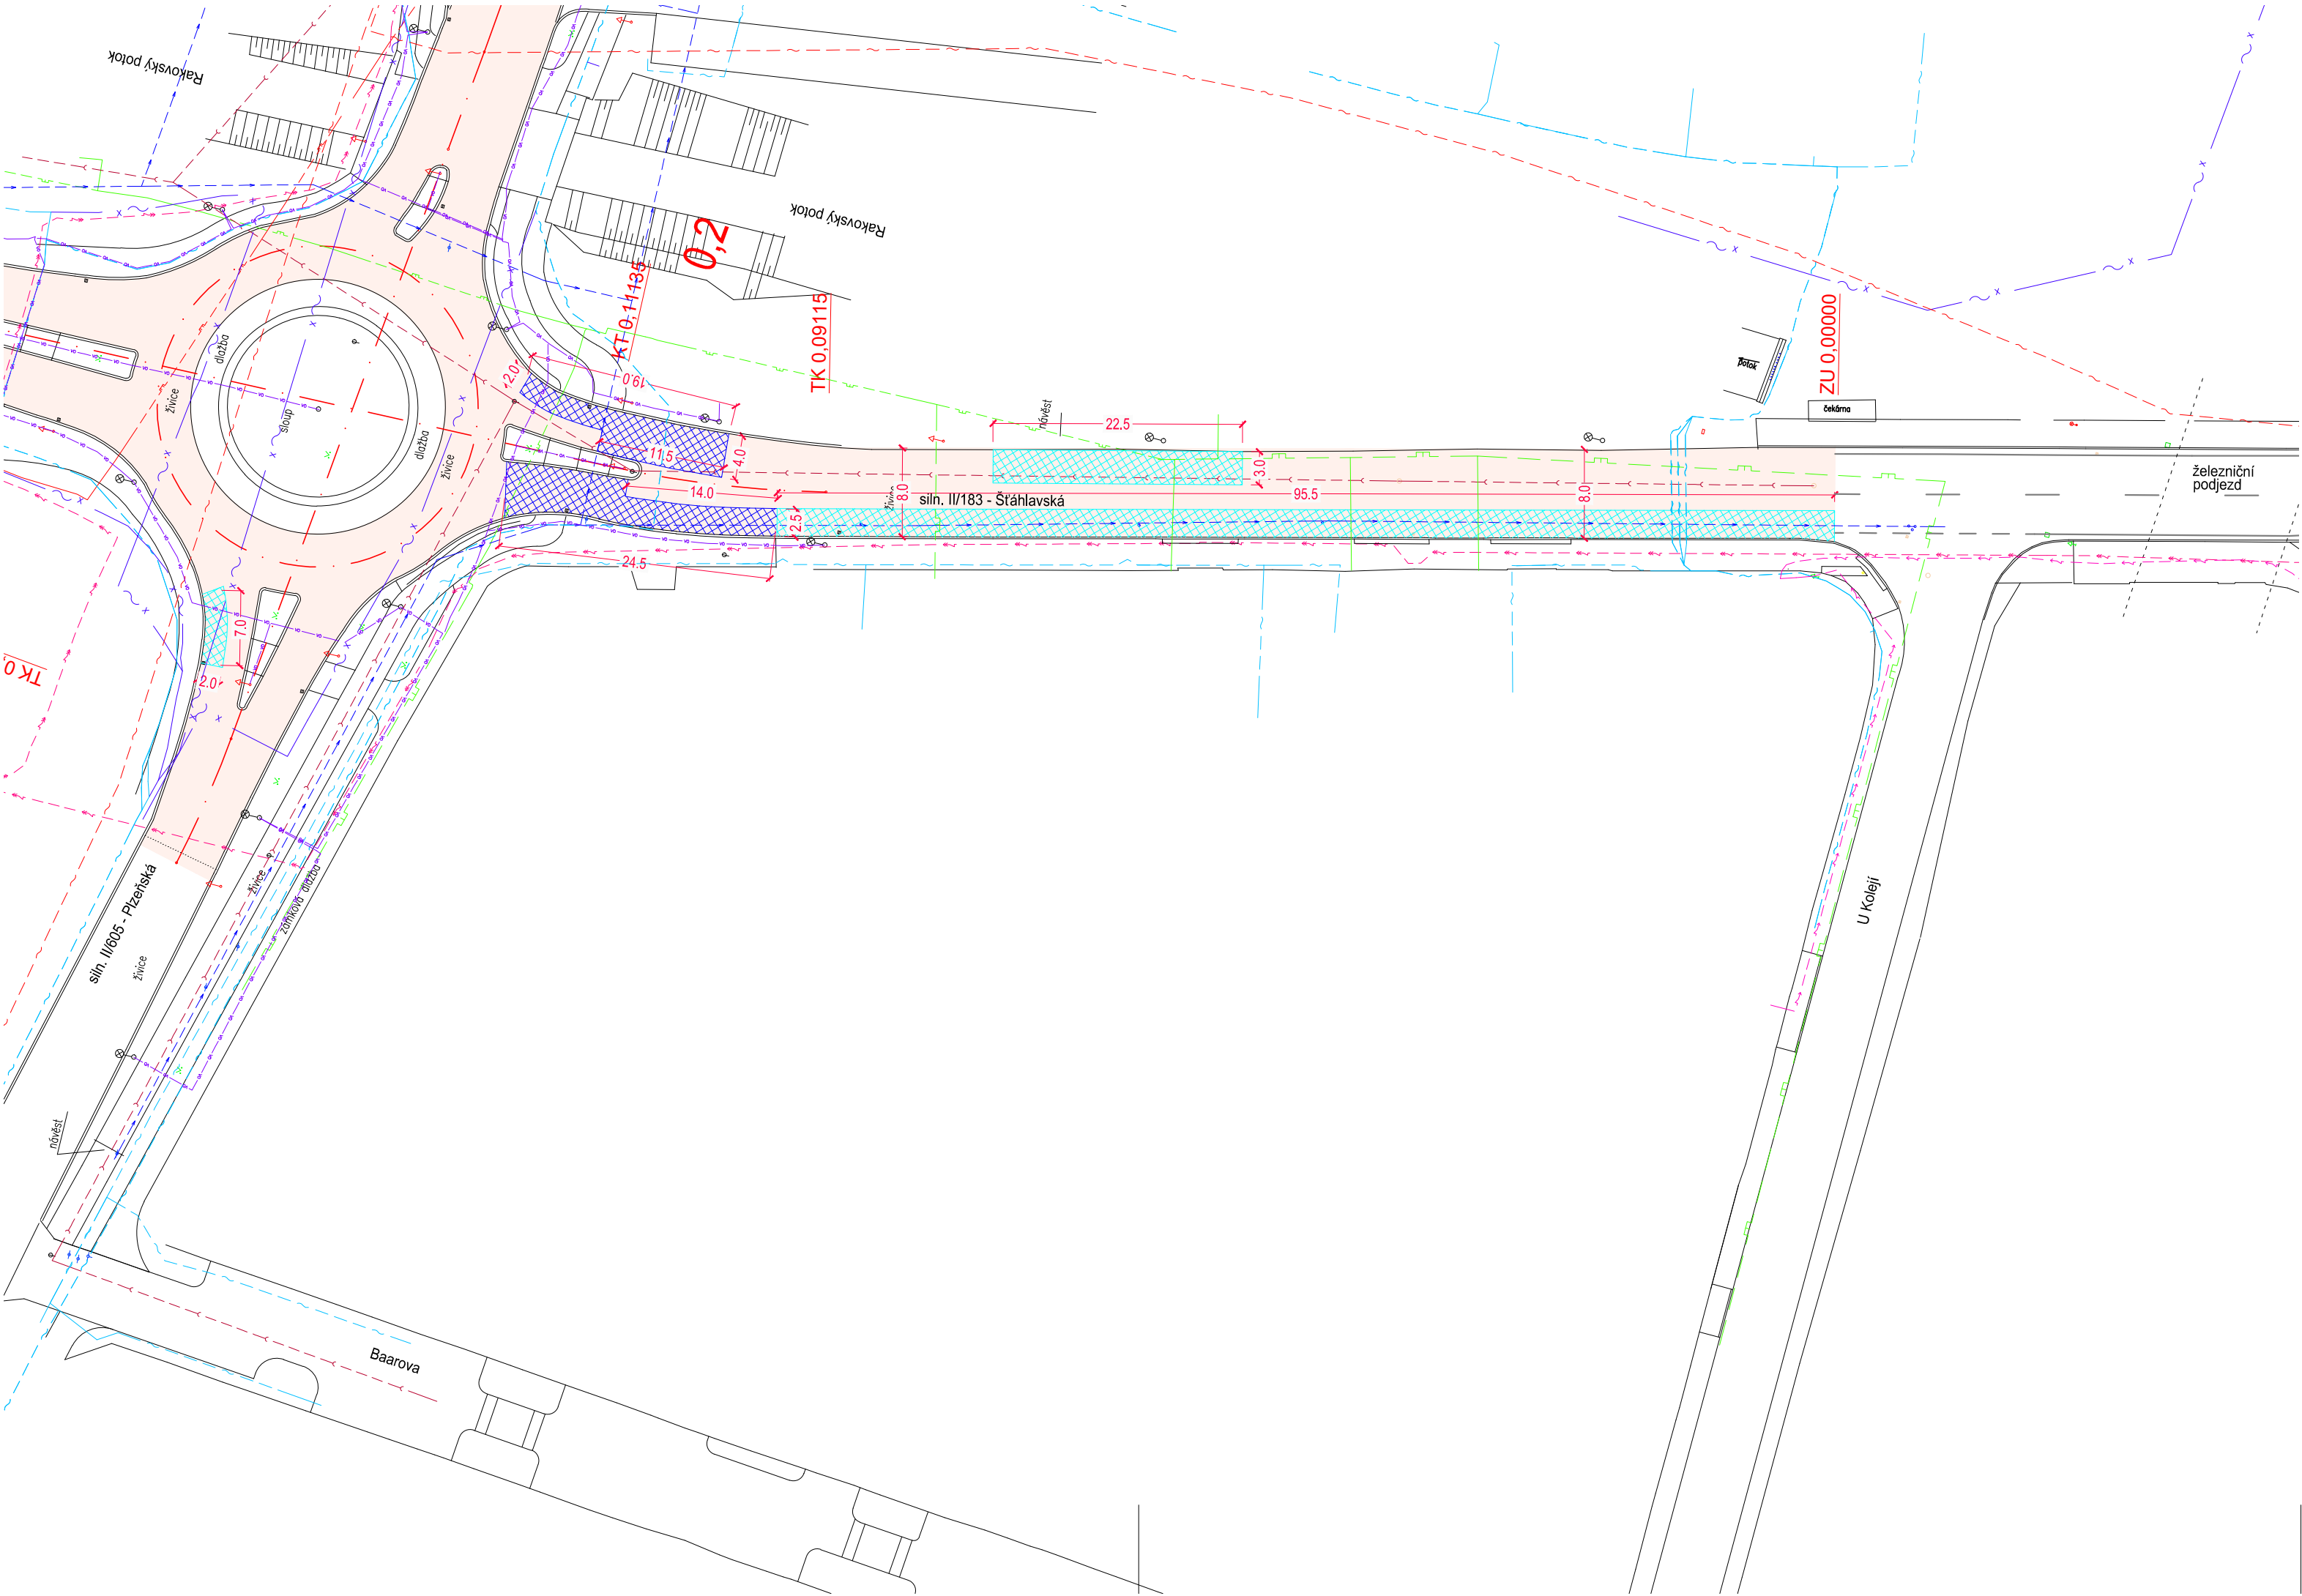 Rakovský potok
Rakovský potok
0,2
KT 0,11135
TK 0,09115
ZU 0,00000
potok
čekárna
dlažba
živice
sloup
dlažba
živice
2.0
19.0
11.5
4.0
14.0
návěst
22.5
3.0
8.0
živice
siln. II/183 - Šťáhlavská
95.5
8.0
2.5
24.5
železniční
podjezd
7.0
2.0
TK 0,
siln. II/605 - Plzeňská
živice
živice
zámková dlažba
U Kolejí
návěst
Baarova